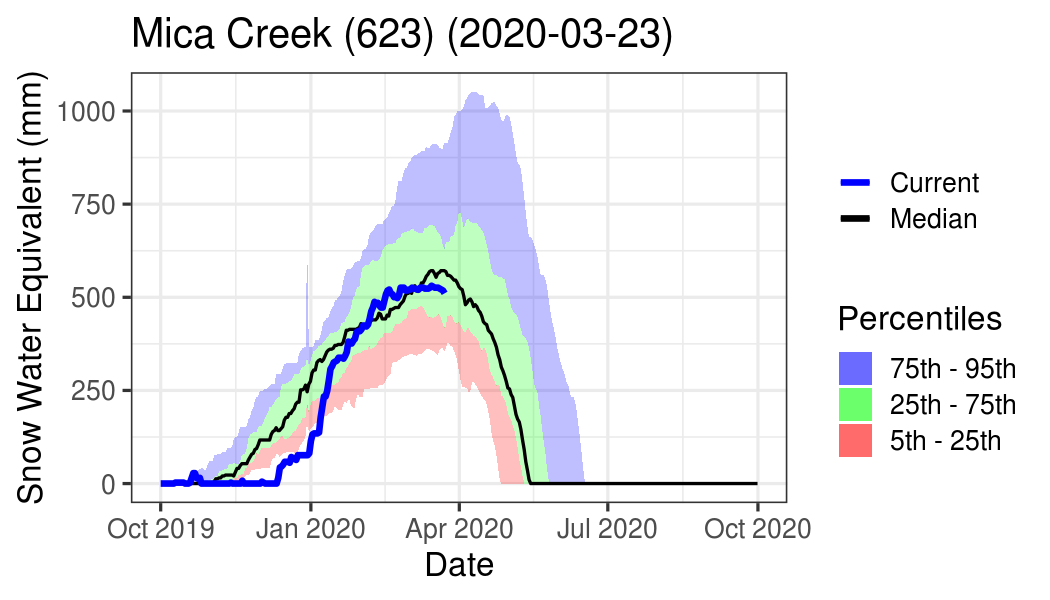 Mica Creek (623) (2020-03-23)
Snow Water Equivalent (mm)
1000
750
500
250
0
Oct 2019
Jan 2020
Apr 2020
Jul 2020
Oct 2020
Date
Current
Median
Percentiles
75th - 95th
25th - 75th
5th - 25th